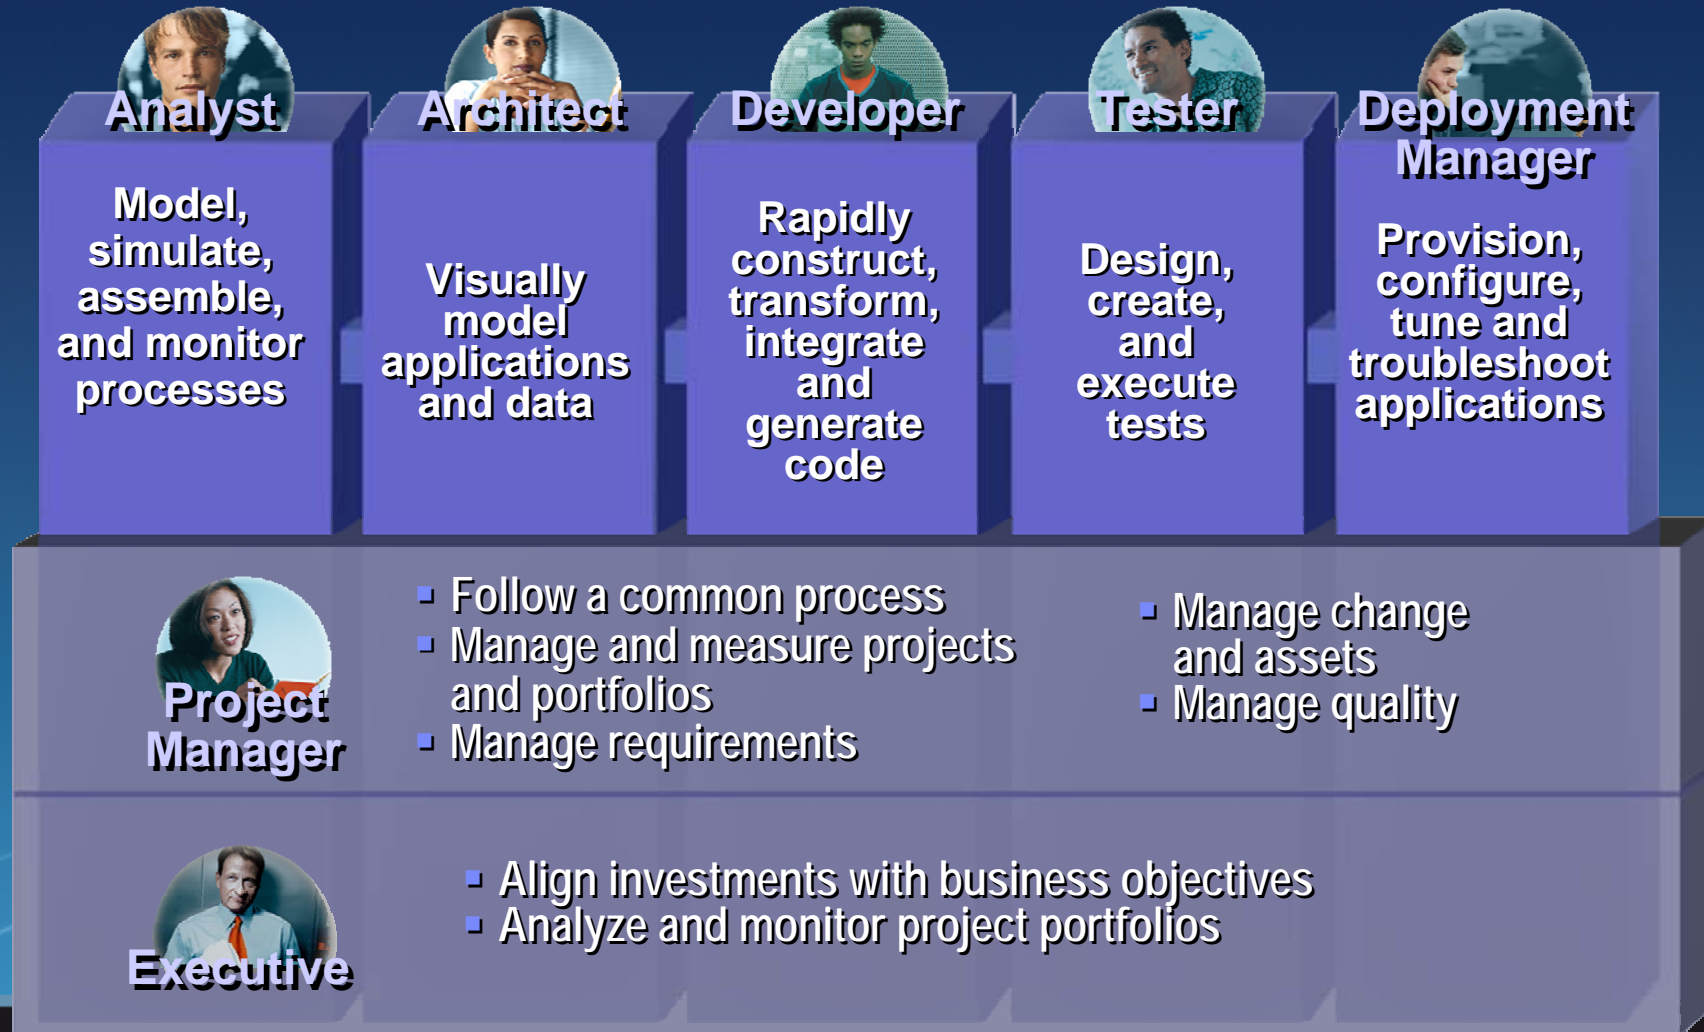 Analyst
Model,
simulate,
assemble,
and monitor
processes
Architect
Visually
model
applications
and data
Developer
Rapidly
construct,
transform,
integrate
and
generate
code
Tester
Design,
create,
and
execute
tests
Deployment
Manager
Provision,
configure,
tune and
troubleshoot
applications
Project
Manager
▪ Follow a common process
▪ Manage and measure projects
and portfolios
▪ Manage requirements
▪ Manage change
and assets
▪ Manage quality
Executive
▪ Align investments with business objectives
▪ Analyze and monitor project portfolios